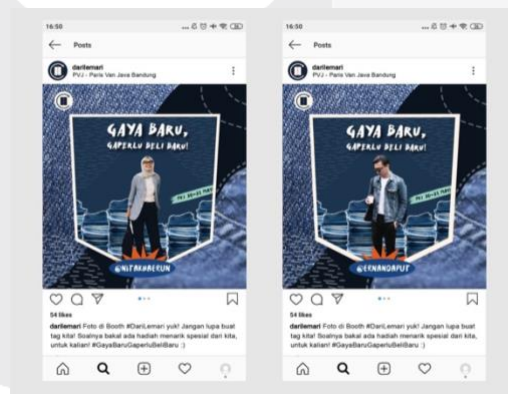 16:50
Posts
darilemari
PVJ - Paris Van Java Bandung
GAYA BARU,
GAPERLU BELI BARU!
@NITAKHAERUN
54 likes
darilemari Foto di Booth #DariLemari yuk! Jangan lupa buat
tag kita! Soalnya bakal ada hadiah menarik spesial dari kita,
untuk kalian! #GayaBaruGaperluBeliBaru :)
16:50
Posts
darilemari
PVJ - Paris Van Java Bandung
GAYA BARU,
GAPERLU BELI BARU!
@ERNANDAPUT
54 likes
darilemari Foto di Booth #DariLemari yuk! Jangan lupa buat
tag kita! Soalnya bakal ada hadiah menarik spesial dari kita,
untuk kalian! #GayaBaruGaperluBeliBaru :)